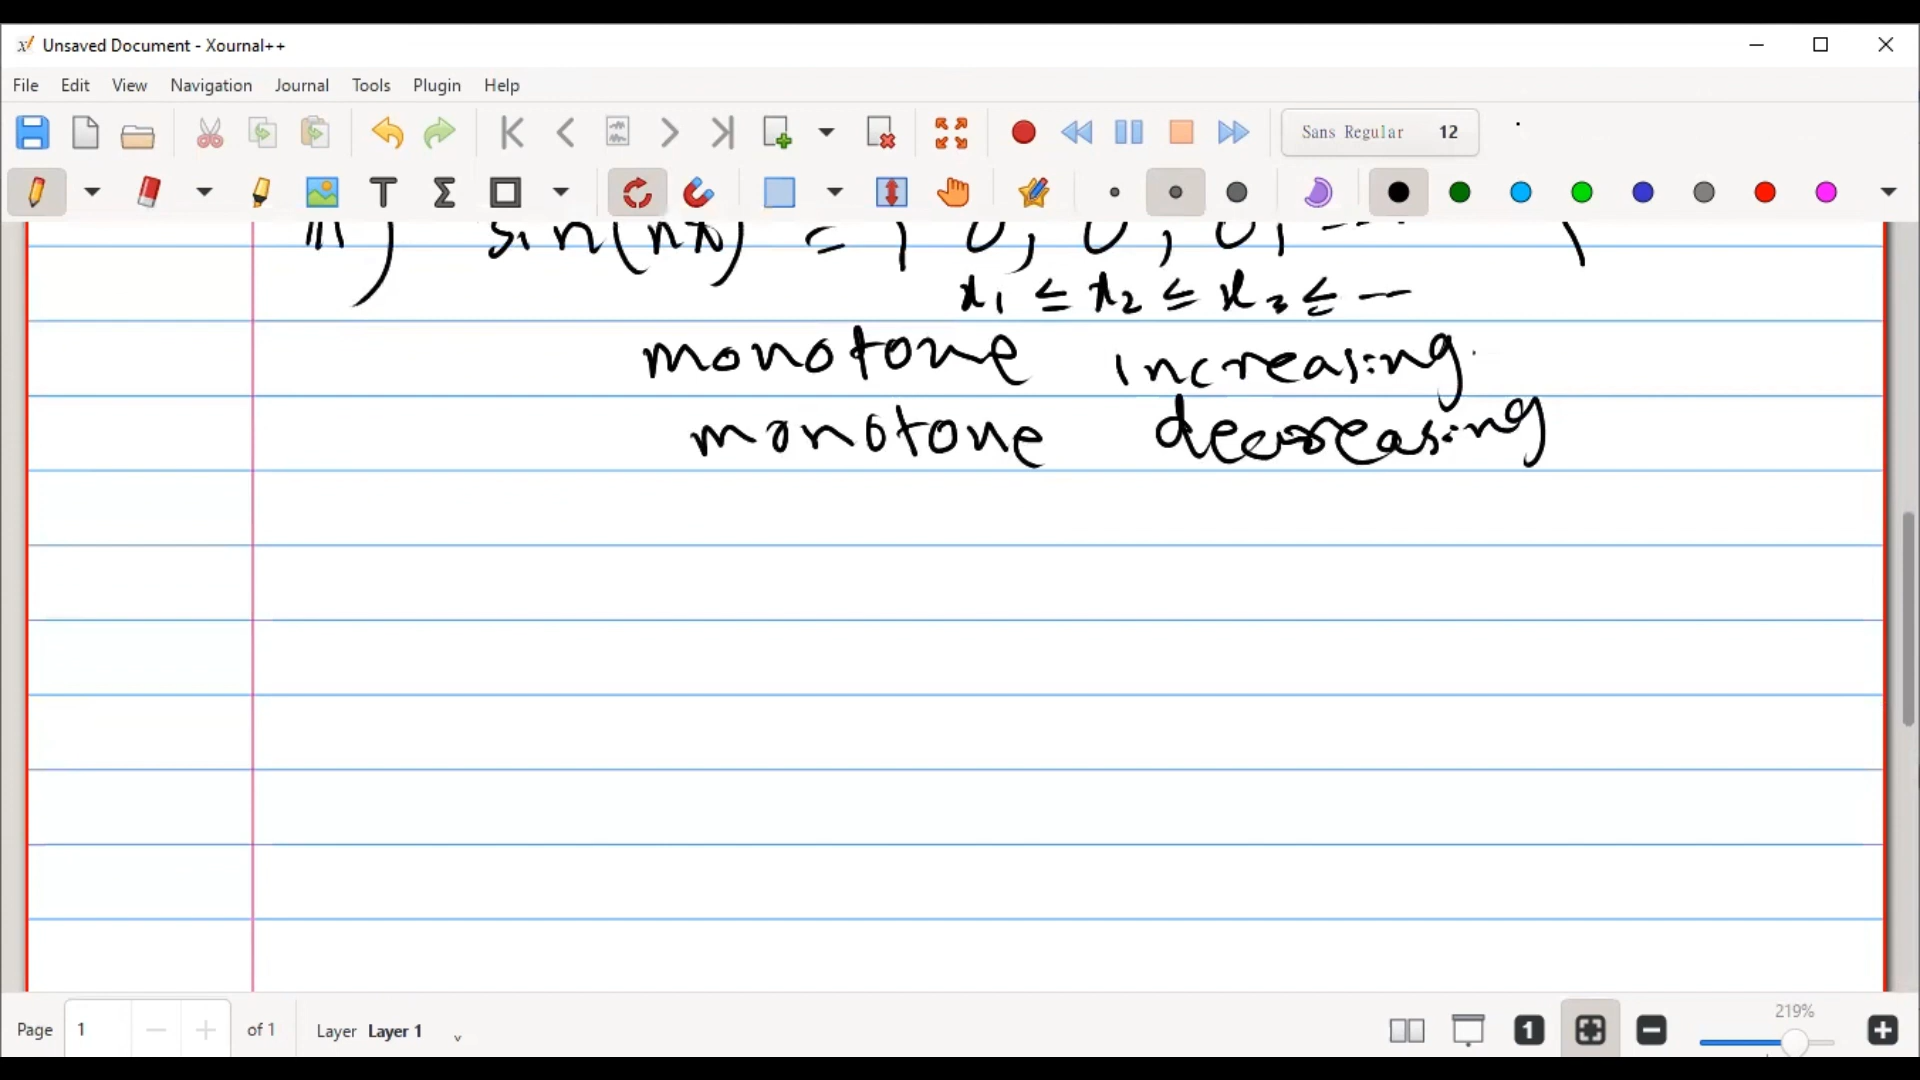 Unsaved Document - Xournal++
File Edit View Navigation Journal Tools Plugin Help
Sans Regular 12
iii) sin(nπ) = { 0, 0, 0, --- }
x₁ ≤ x₂ ≤ x₃ ≤ ---
monotone increasing.
monotone decreasing
Page 1 of 1 Layer Layer 1 1 219%